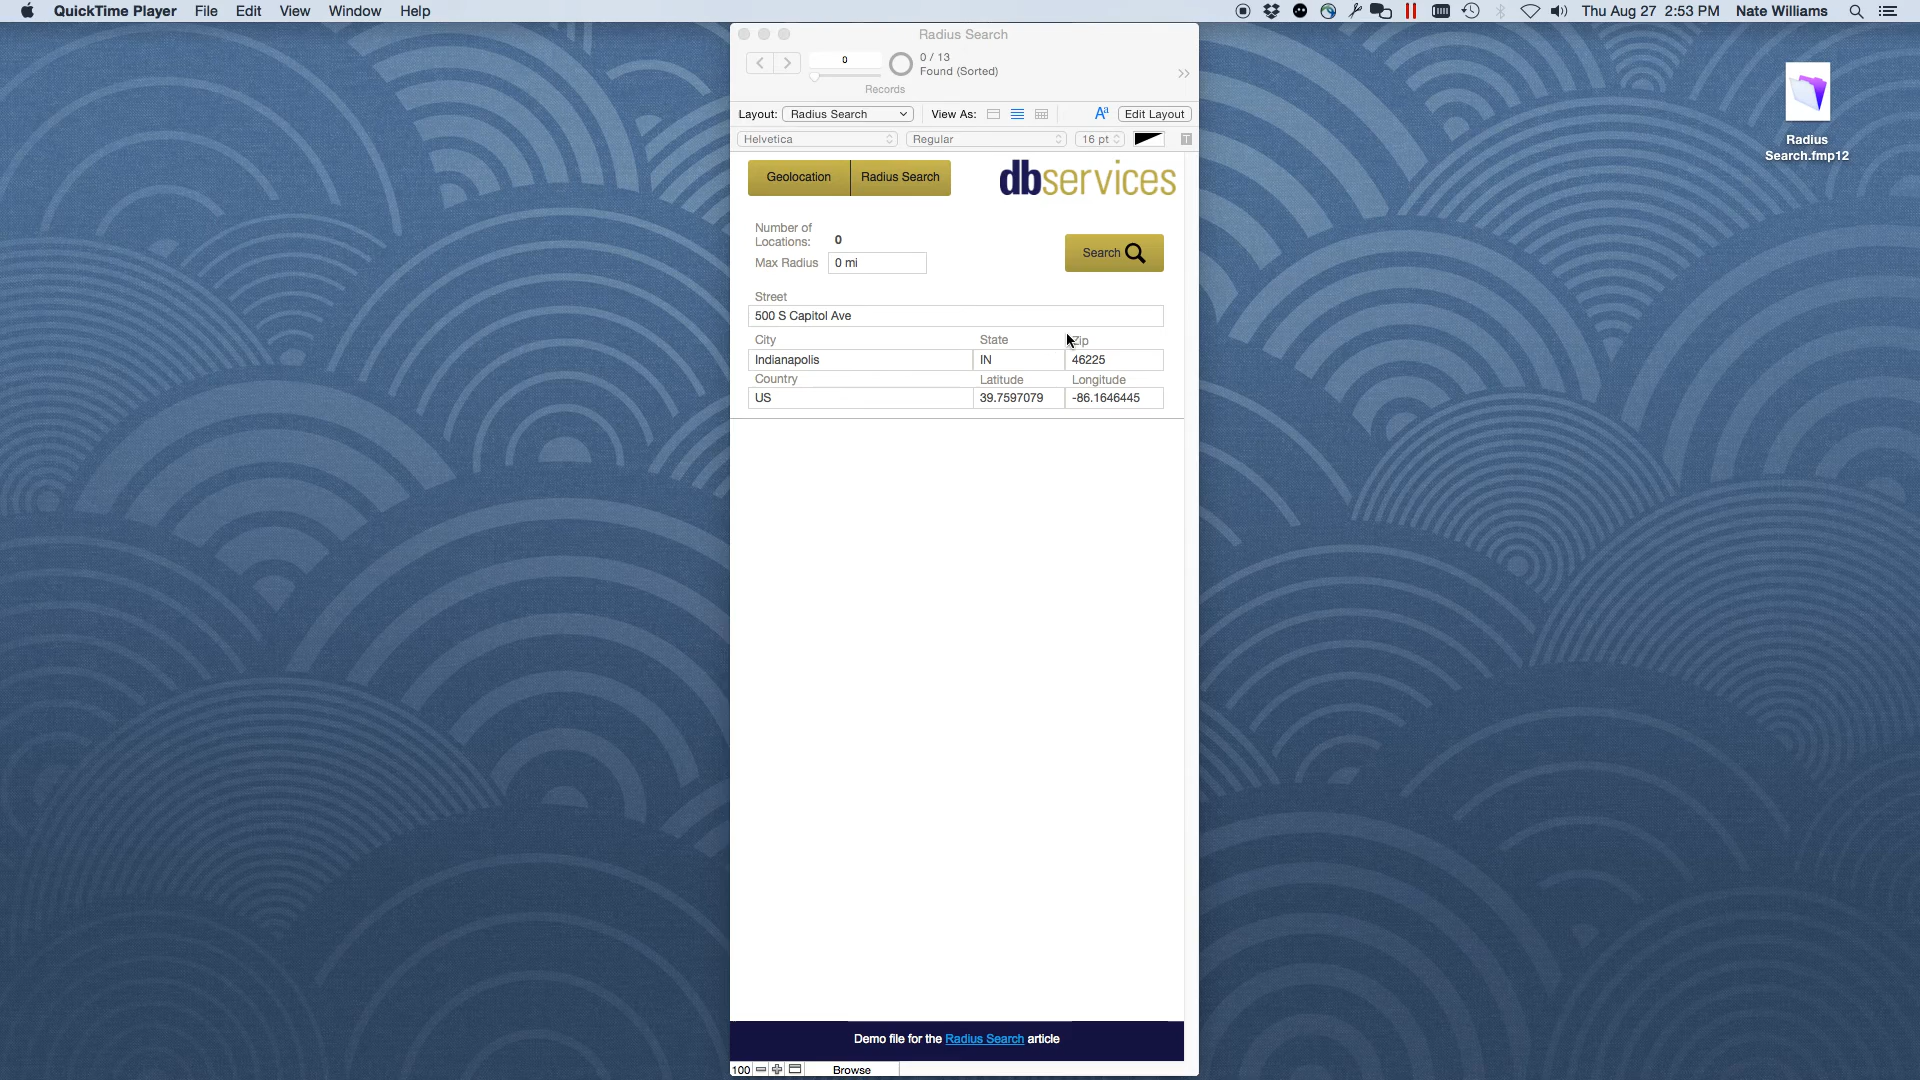 QuickTime Player File Edit View Window Help Thu Aug 27 2:53 PM Nate Williams
Radius Search
0
0 / 13
Found (Sorted)
Records
Layout: Radius Search View As: Aa Edit Layout
Helvetica Regular 16 pt
Geolocation Radius Search dbservices
Number of
Locations: 0
Max Radius 0 mi
Search
Street
500 S Capitol Ave
City State Zip
Indianapolis IN 46225
Country Latitude Longitude
US 39.7597079 -86.1646445
Demo file for the Radius Search article
100 Browse
Radius
Search.fmp12